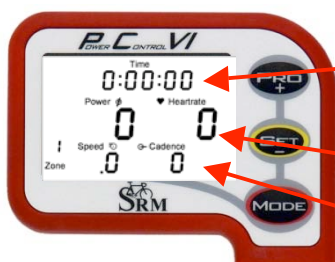 POWER CONTROL VI
Time
0:00:00
Power ϕ ♥ Heartrate
0 0
1 Speed Cadence
Zone .0 0
SRM
PRO
+
SET
–
MODE